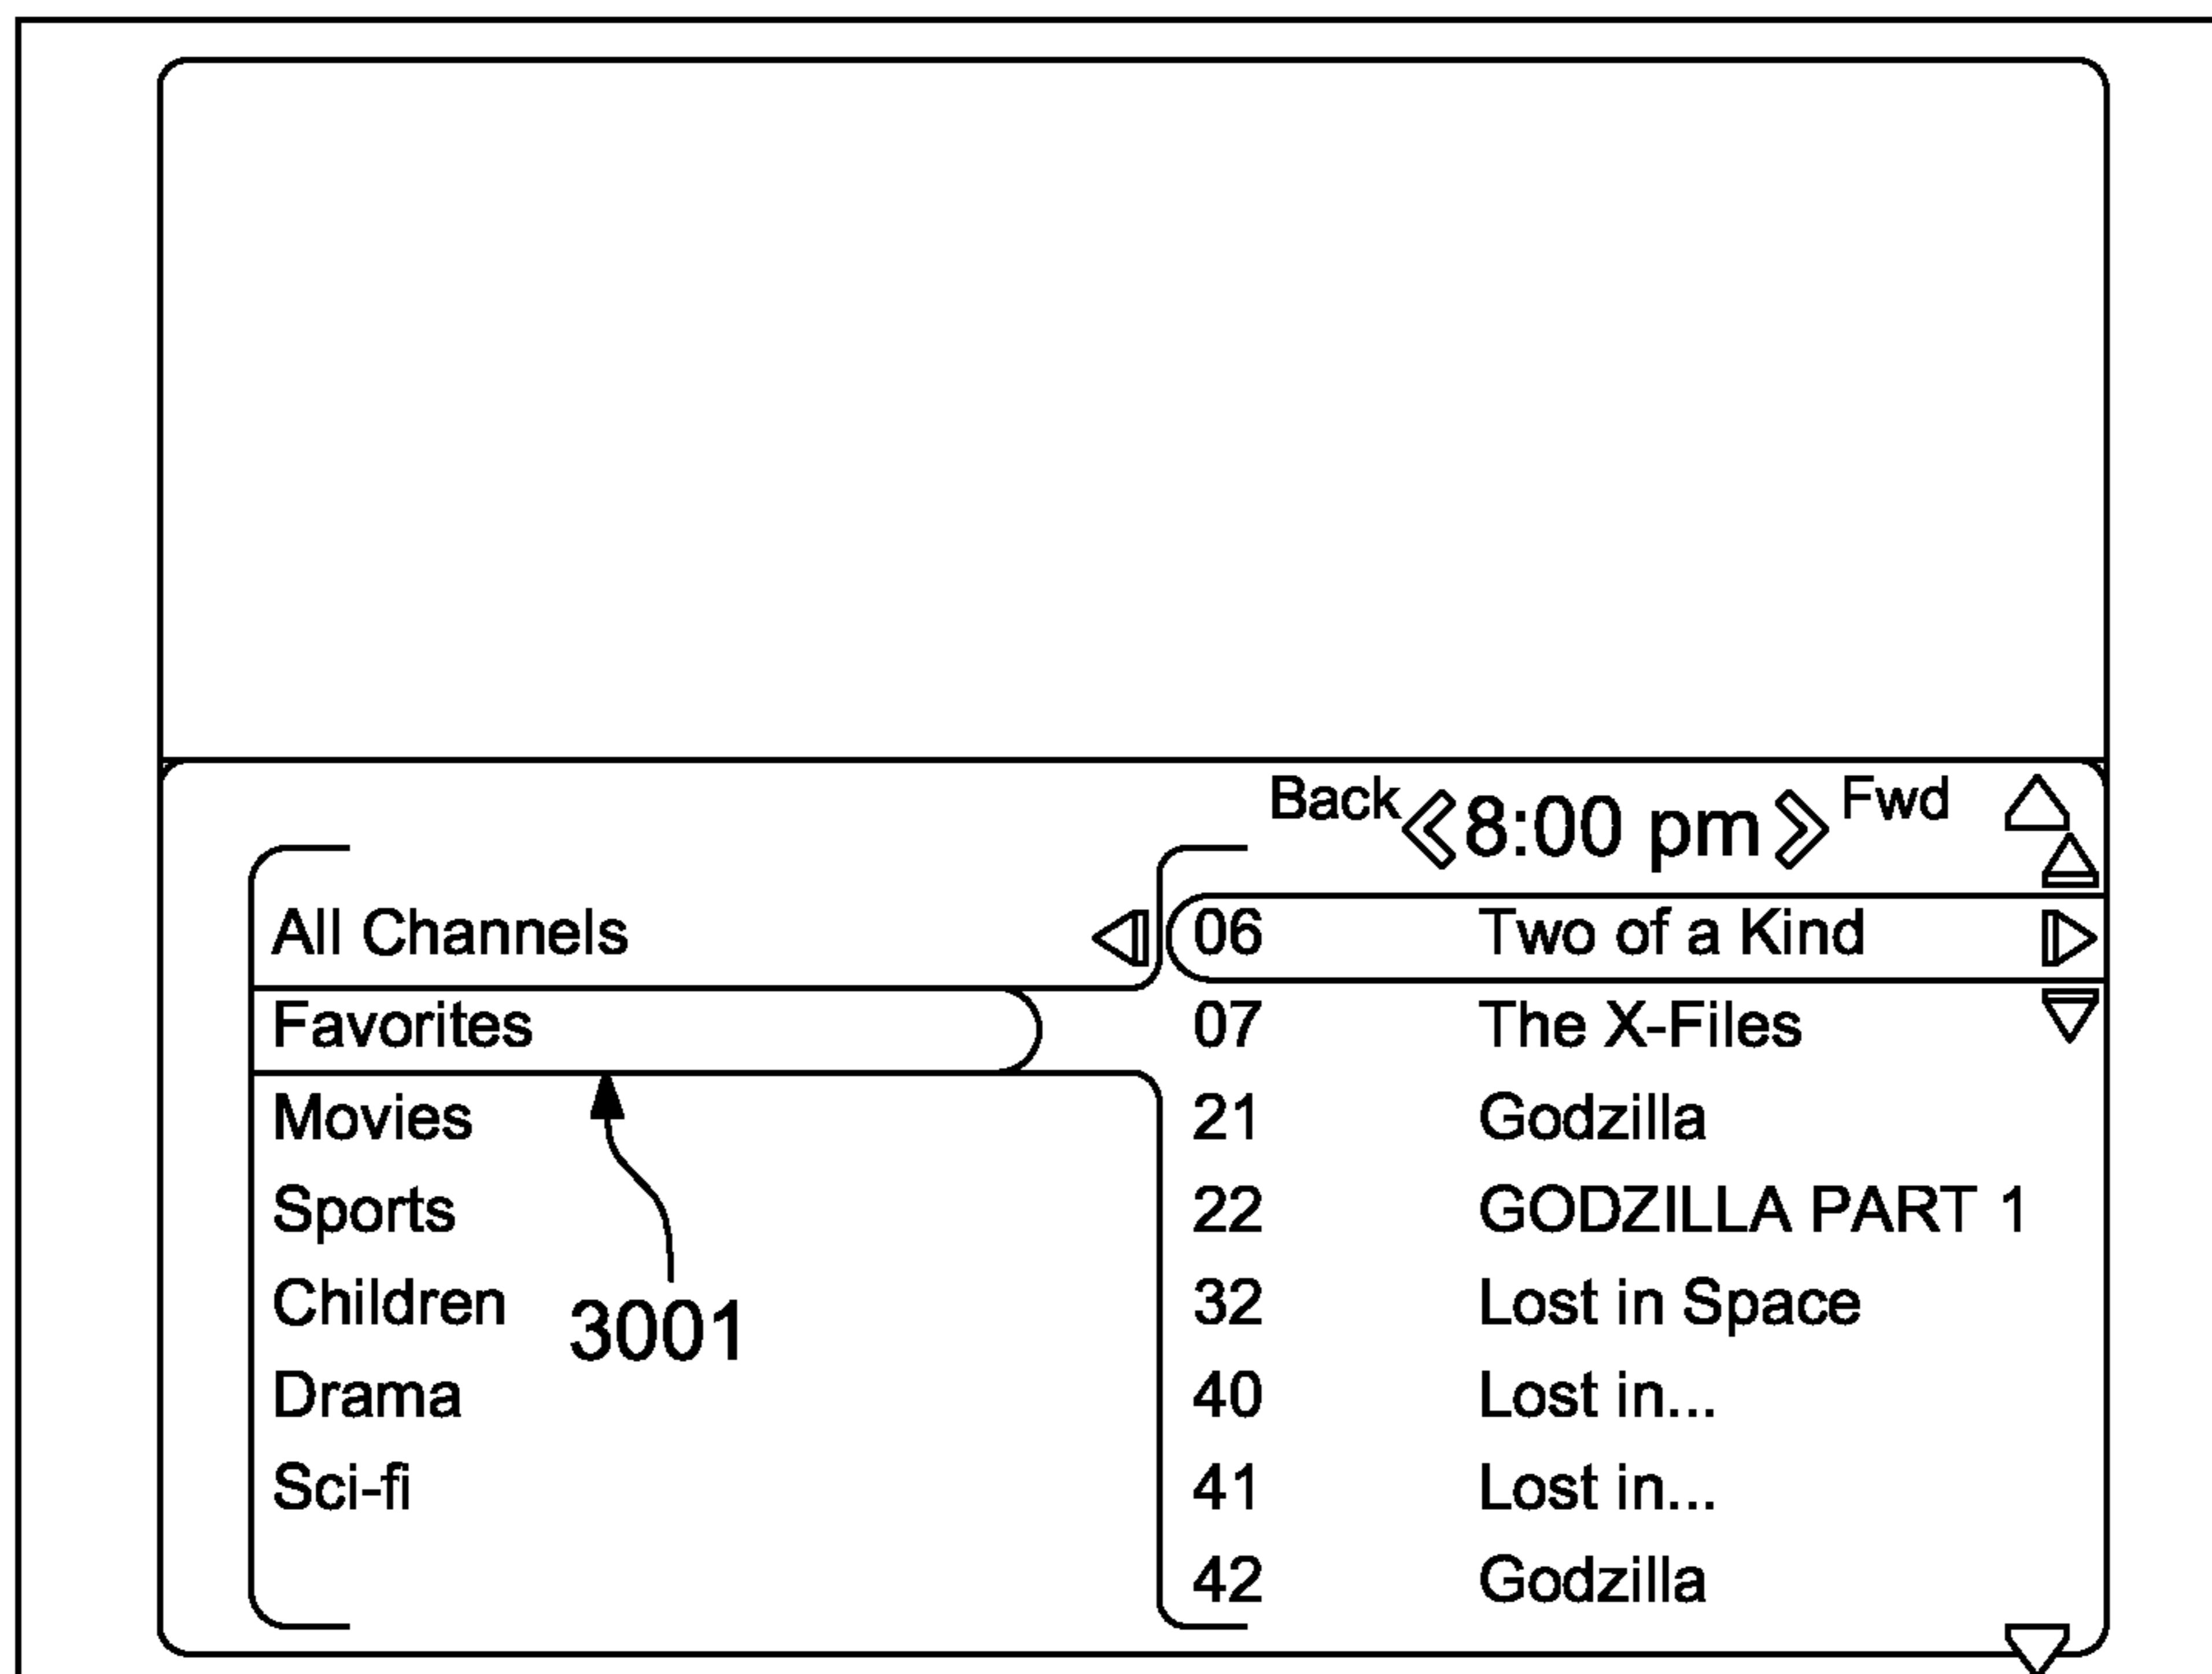 Back 8:00 pm Fwd
All Channels 06 Two of a Kind
Favorites 07 The X-Files
Movies 21 Godzilla
Sports 22 GODZILLA PART 1
Children 32 Lost in Space
3001
Drama 40 Lost in...
Sci-fi 41 Lost in...
42 Godzilla